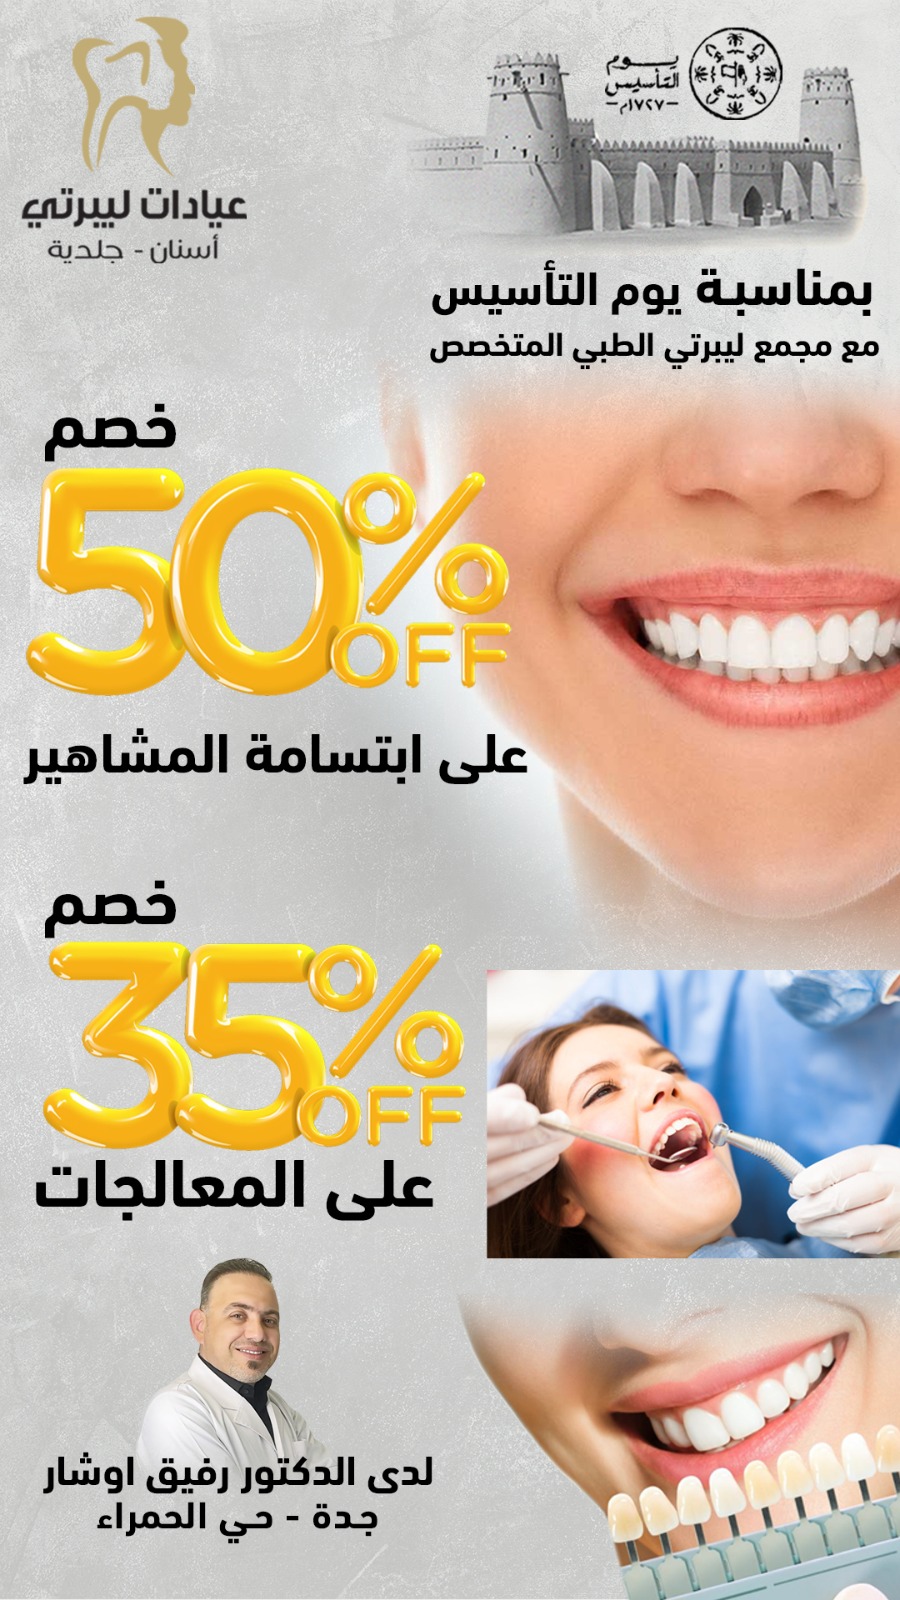 عيادات ليبرتي
أسنان - جلدية
يوم
التأسيس
١٧٢٧م
بمناسبة يوم التأسيس
مع مجمع ليبرتي الطبي المتخصص
خصم
50%
OFF
على ابتسامة المشاهير
خصم
35%
OFF
على المعالجات
لدى الدكتور رفيق اوشار
جدة - حي الحمراء